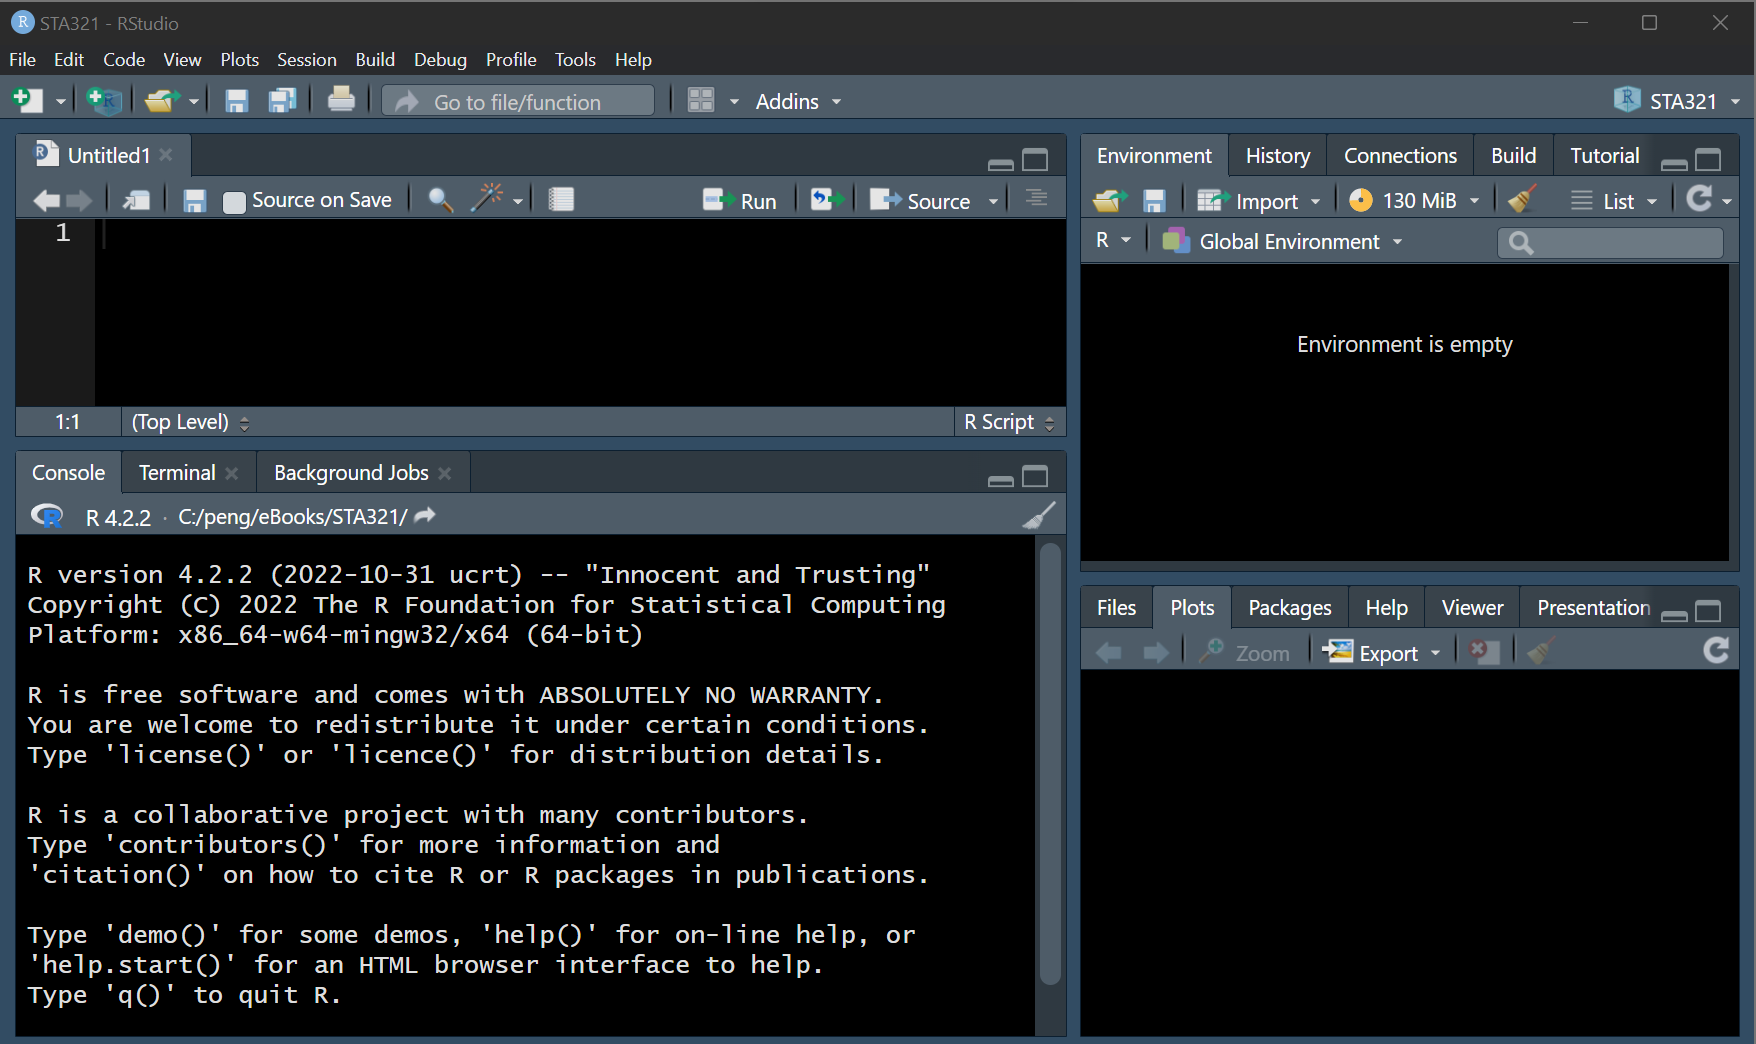 STA321 - RStudio
File Edit Code View Plots Session Build Debug Profile Tools Help
Go to file/function Addins STA321
Untitled1
Source on Save Run Source
1
1:1 (Top Level) R Script
Console Terminal Background Jobs
R 4.2.2 · C:/peng/eBooks/STA321/
R version 4.2.2 (2022-10-31 ucrt) -- "Innocent and Trusting"
Copyright (C) 2022 The R Foundation for Statistical Computing
Platform: x86_64-w64-mingw32/x64 (64-bit)
R is free software and comes with ABSOLUTELY NO WARRANTY.
You are welcome to redistribute it under certain conditions.
Type 'license()' or 'licence()' for distribution details.
R is a collaborative project with many contributors.
Type 'contributors()' for more information and
'citation()' on how to cite R or R packages in publications.
Type 'demo()' for some demos, 'help()' for on-line help, or
'help.start()' for an HTML browser interface to help.
Type 'q()' to quit R.
Environment History Connections Build Tutorial
Import 130 MiB List
R Global Environment
Environment is empty
Files Plots Packages Help Viewer Presentation
Zoom Export